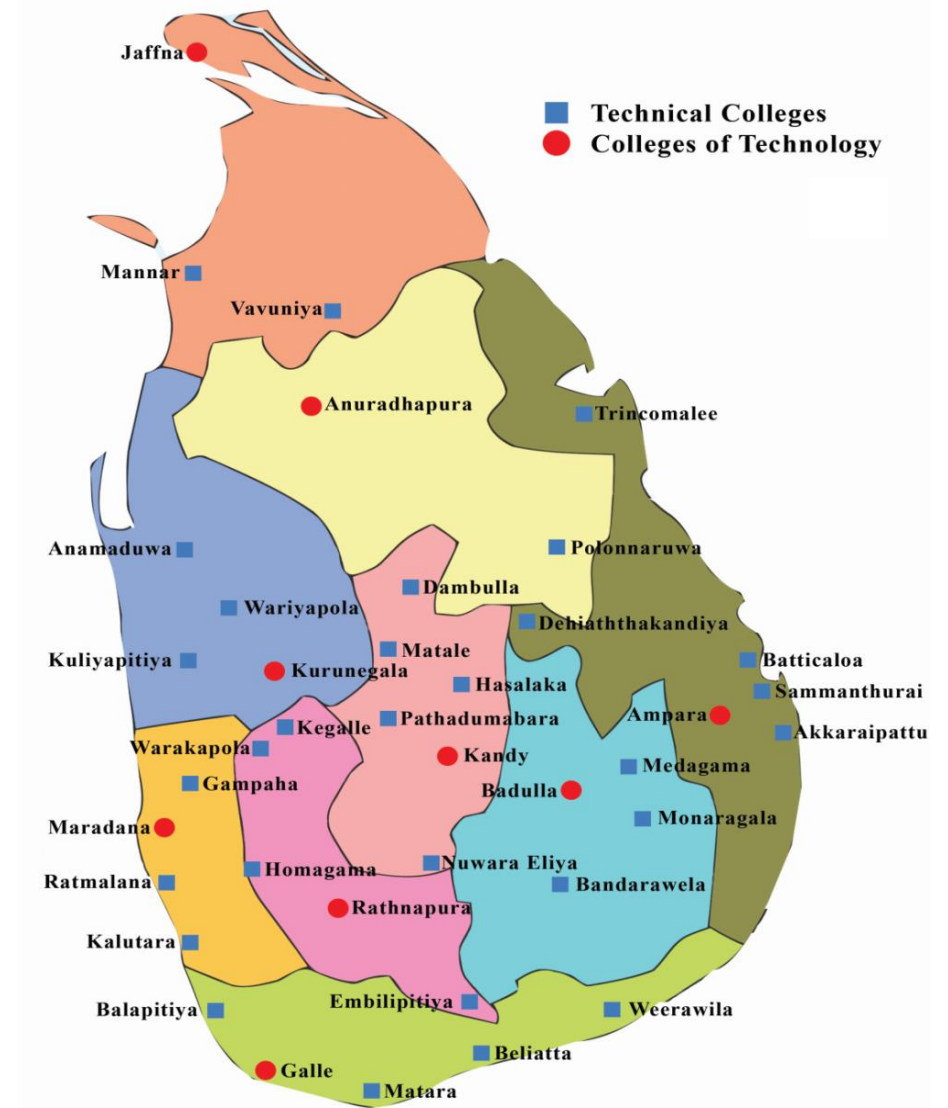 Jaffna
Technical Colleges
Colleges of Technology
Mannar
Vavuniya
Anuradhapura
Trincomalee
Anamaduwa
Polonnaruwa
Dambulla
Wariyapola
Dehiaththakandiya
Kuliyapitiya
Matale
Batticaloa
Kurunegala
Hasalaka
Sammanthurai
Pathadumabara
Ampara
Kegalle
Akkaraipattu
Warakapola
Kandy
Medagama
Gampaha
Badulla
Maradana
Monaragala
Nuwara Eliya
Homagama
Ratmalana
Bandarawela
Rathnapura
Kalutara
Embilipitiya
Balapitiya
Weerawila
Beliatta
Galle
Matara